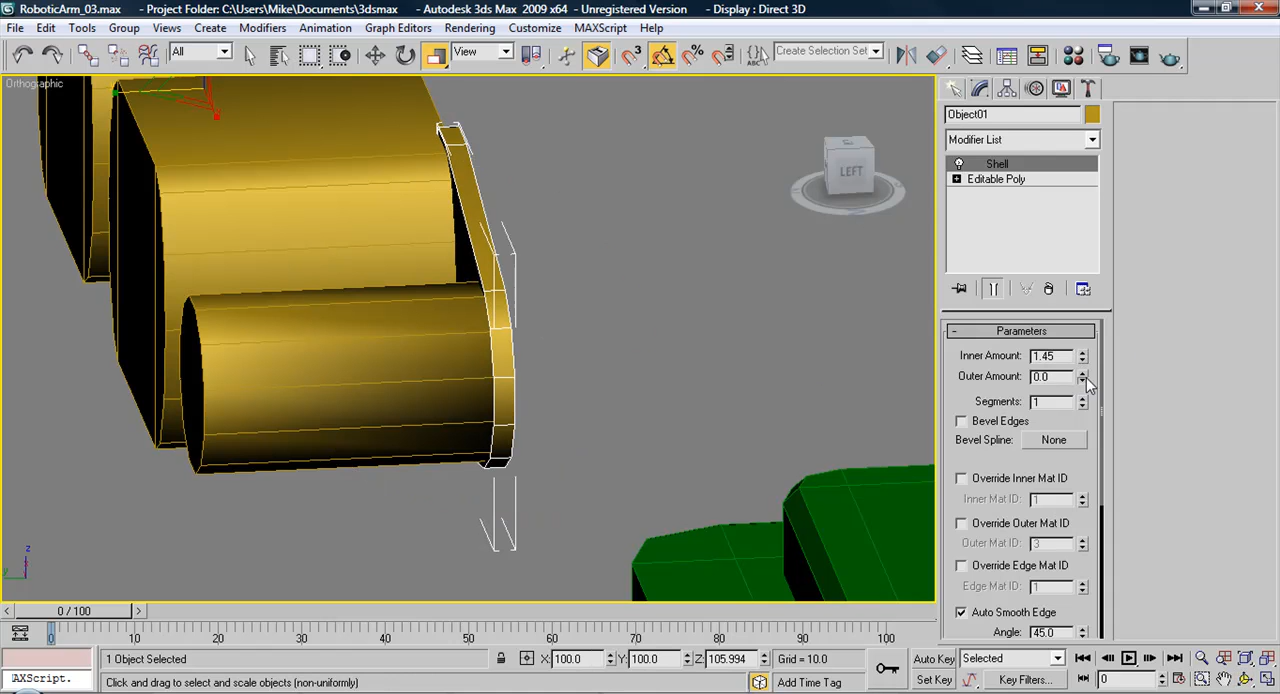 RoboticArm_03.max - Project Folder: C:\Users\Mike\Documents\3dsmax - Autodesk 3ds Max 2009 x64 - Unregistered Version - Display : Direct 3D
File Edit Tools Group Views Create Modifiers Animation Graph Editors Rendering Customize MAXScript Help
All View 3 % ABC Create Selection Set
Orthographic
LEFT
Object01
Modifier List
Shell
Editable Poly
- Parameters
Inner Amount: 1.45
Outer Amount: 0.0
Segments: 1
Bevel Edges
Bevel Spline: None
Override Inner Mat ID
Inner Mat ID: 1
Override Outer Mat ID
Outer Mat ID: 3
Override Edge Mat ID
Edge Mat ID: 1
Auto Smooth Edge
Angle: 45.0
z
y
x
< 0 / 100 >
0 10 20 30 40 50 60 70 80 90 100
1 Object Selected X: 100.0 Y: 100.0 Z: 105.994 Grid = 10.0 Auto Key Selected
AXScript. Click and drag to select and scale objects (non-uniformly) Add Time Tag Set Key Key Filters... 0